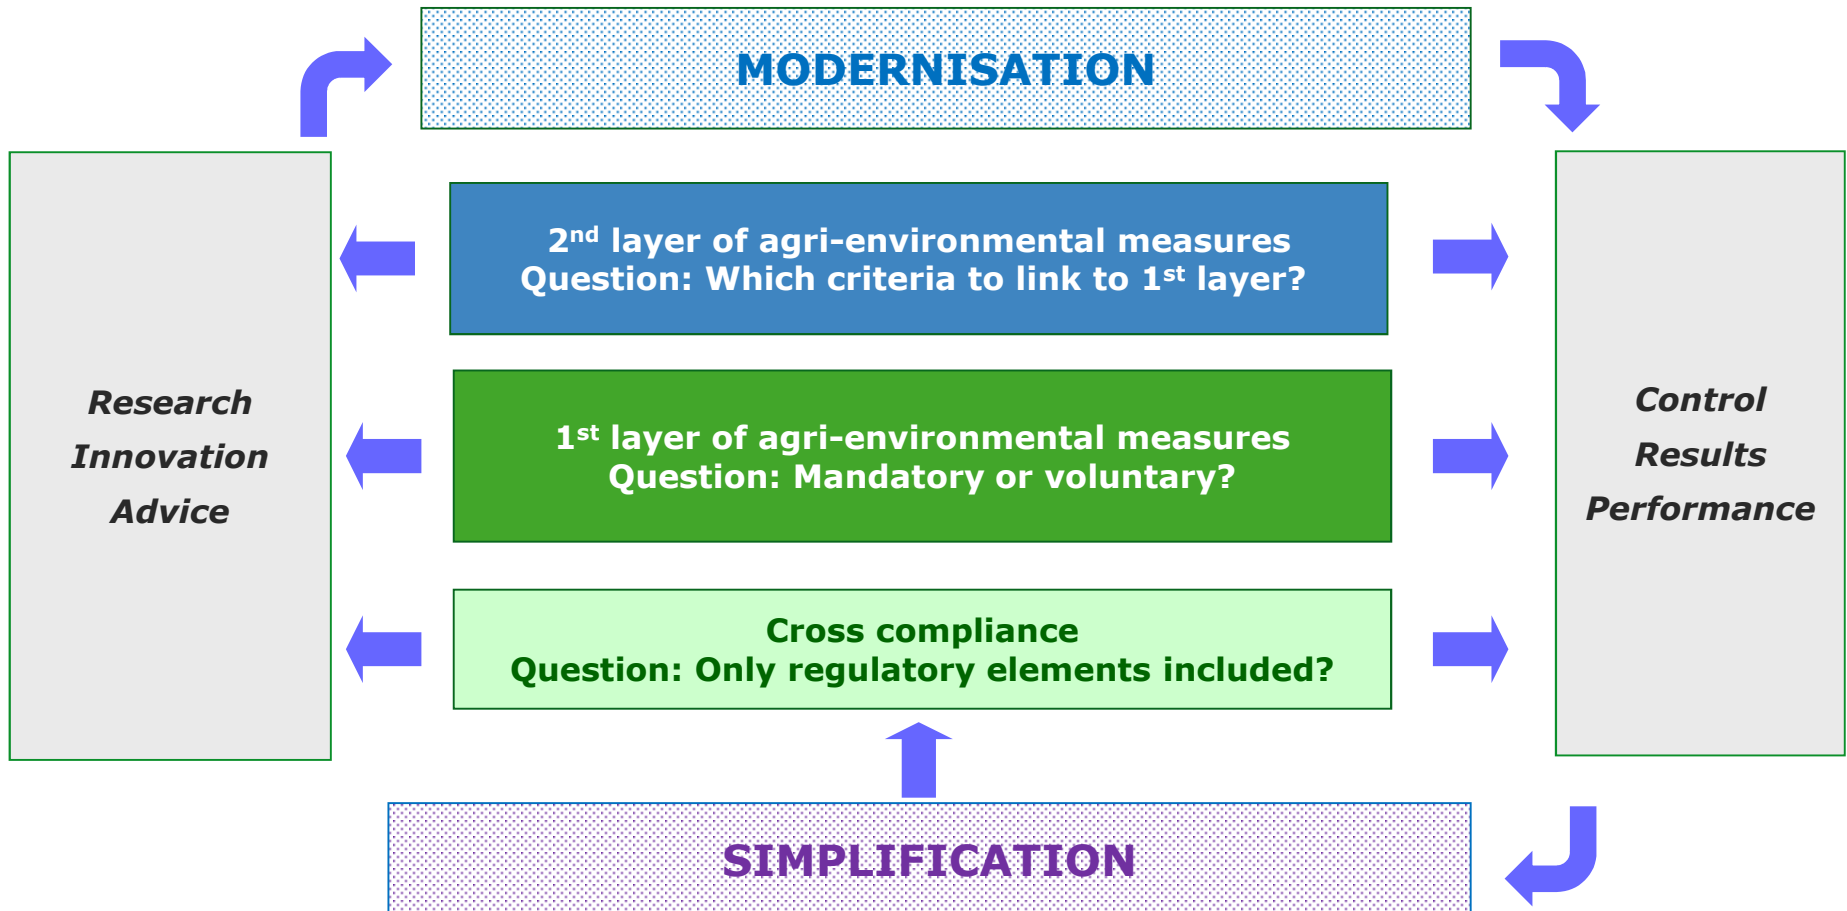 MODERNISATION
2nd layer of agri-environmental measures
Question: Which criteria to link to 1st layer?
Research
Innovation
Advice
1st layer of agri-environmental measures
Question: Mandatory or voluntary?
Control
Results
Performance
Cross compliance
Question: Only regulatory elements included?
SIMPLIFICATION